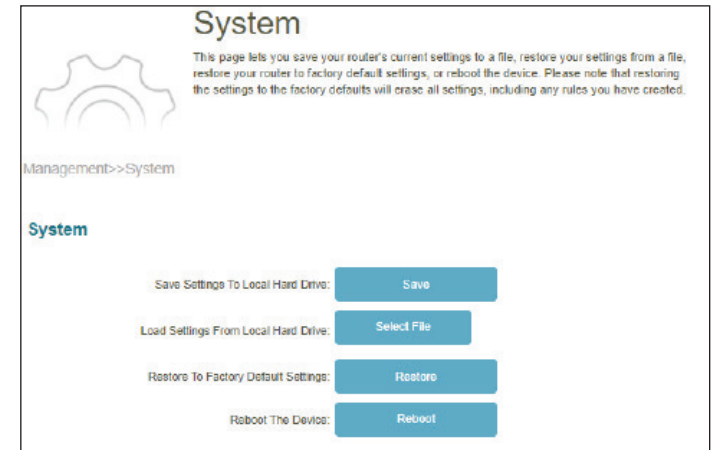 System
This page lets you save your router's current settings to a file, restore your settings from a file,
restore your router to factory default settings, or reboot the device. Please note that restoring
the settings to the factory defaults will erase all settings, including any rules you have created.
Management>>System
System
Save Settings To Local Hard Drive: Save
Load Settings From Local Hard Drive: Select File
Restore To Factory Default Settings: Restore
Reboot The Device: Reboot